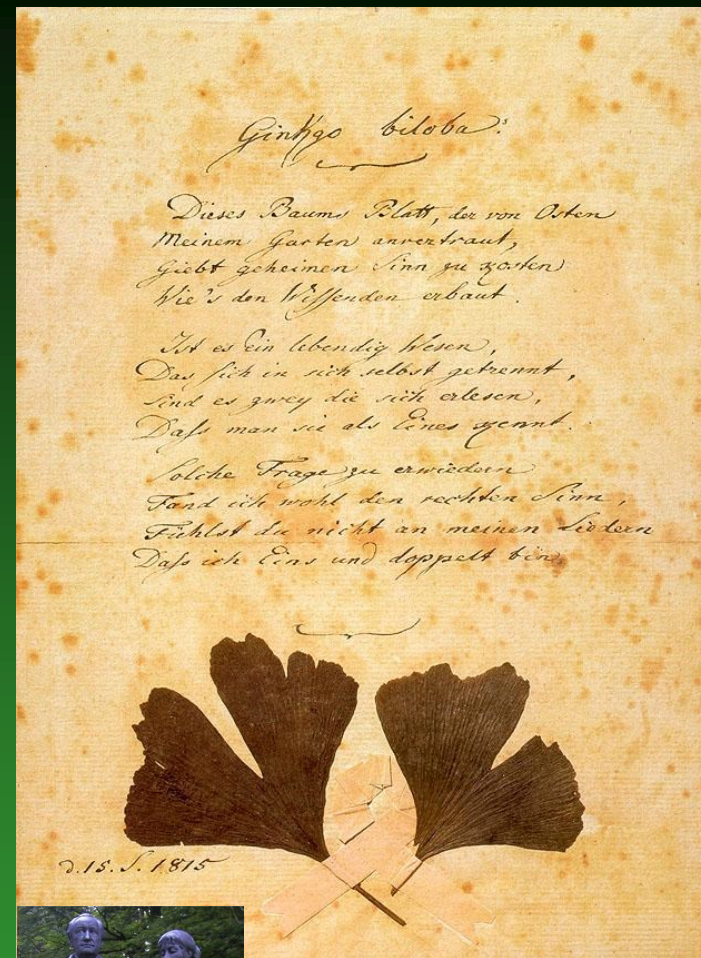 Ginkgo biloba.
Dieses Baums Blatt, der von Osten
Meinem Garten anvertraut,
Giebt geheimen Sinn zu kosten
Wie's den Wissenden erbaut.
Ist es Ein lebendig Wesen,
Das sich in sich selbst getrennt,
Sind es zwey die sich erlesen,
Daſs man sie als Eines kennt.
Solche Frage zu erwiedern
Fand ich wohl den rechten Sinn,
Fühlst du nicht an meinen Liedern
Daſs ich Eins und doppelt bin.
d. 15. S. 1815